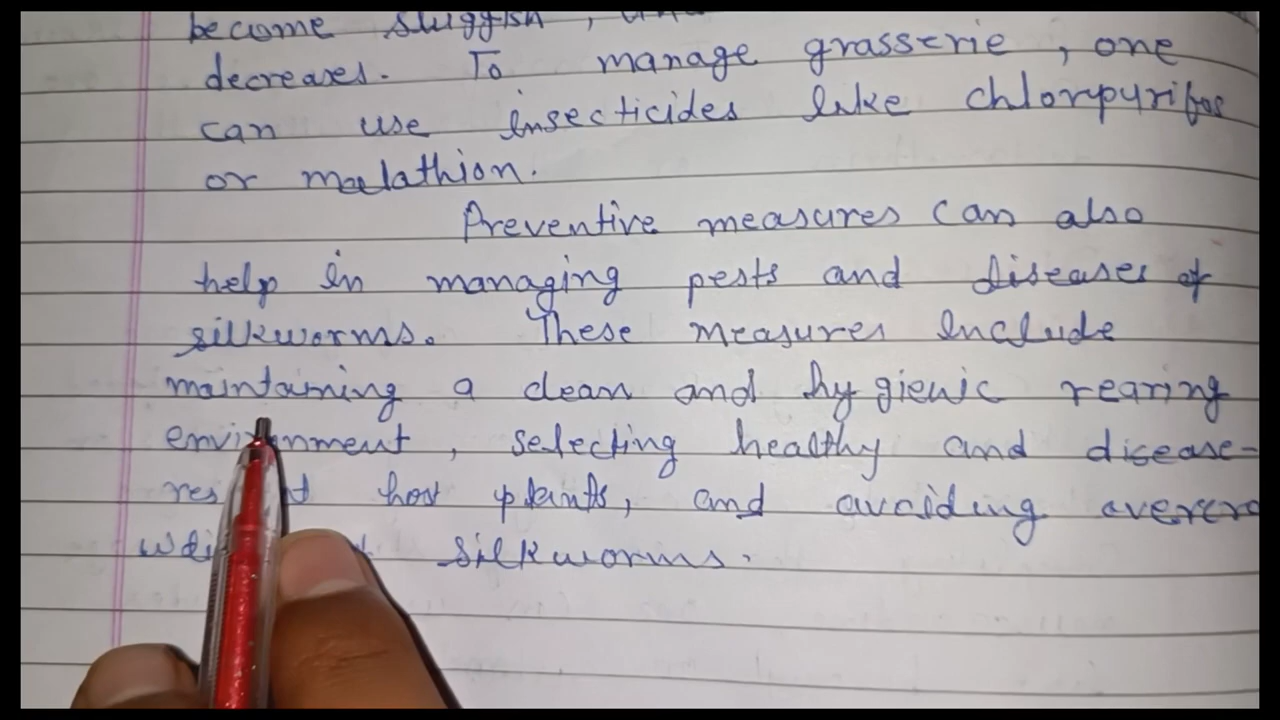 become sluggish,
decreases. To manage grasserie, one
can use insecticides like chlorpyrifos
or malathion.
Preventive measures can also
help in managing pests and diseases of
silkworms. These measures include
maintaining a clean and hygienic rearing
environment, selecting healthy and disease-
host plants, and avoiding overcro
silkworms.